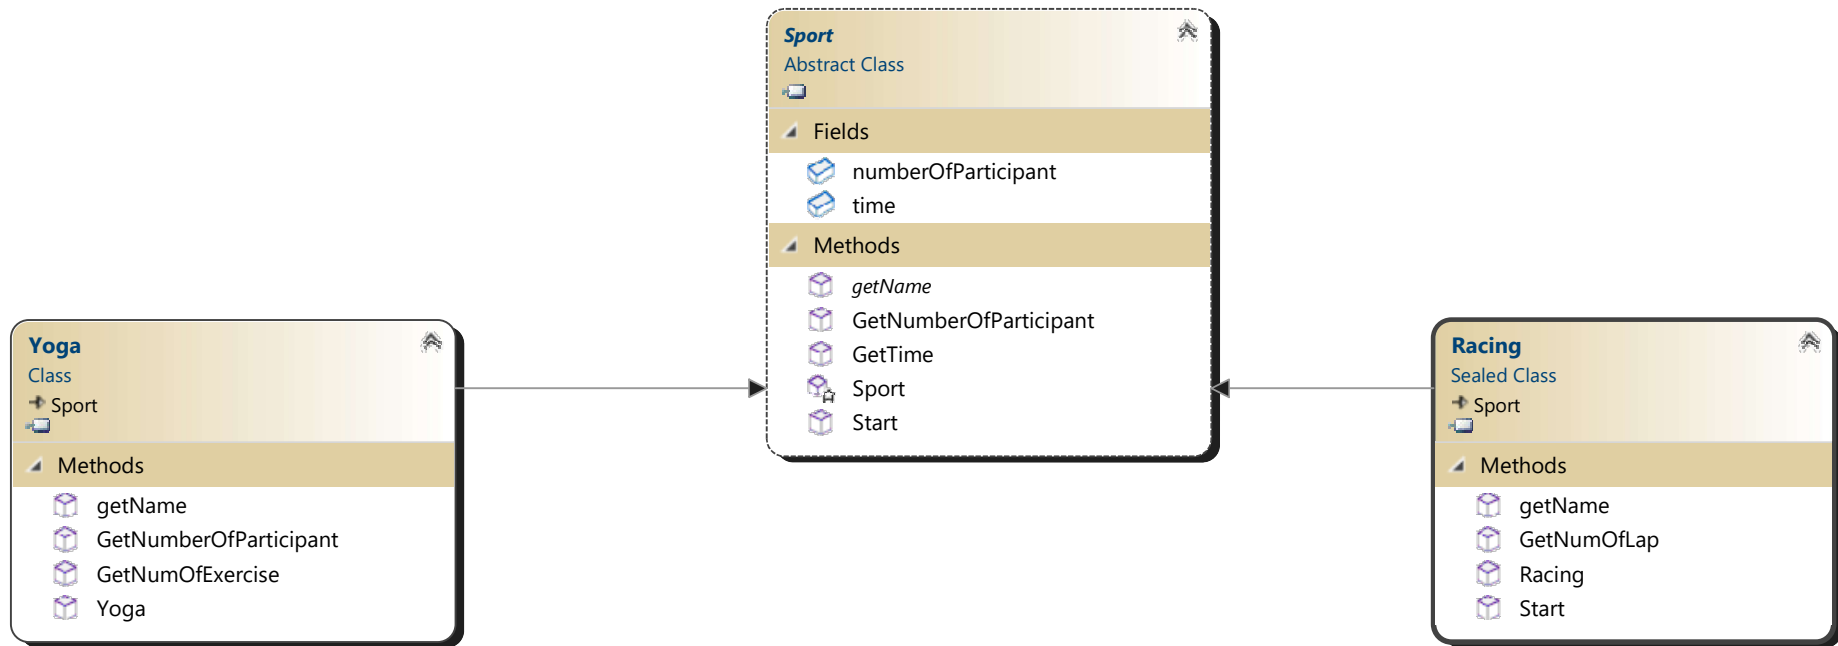 Sport
Abstract Class
Fields
numberOfParticipant
time
Methods
getName
GetNumberOfParticipant
GetTime
Sport
Start
Yoga
Class
Sport
Methods
getName
GetNumberOfParticipant
GetNumOfExercise
Yoga
Racing
Sealed Class
Sport
Methods
getName
GetNumOfLap
Racing
Start